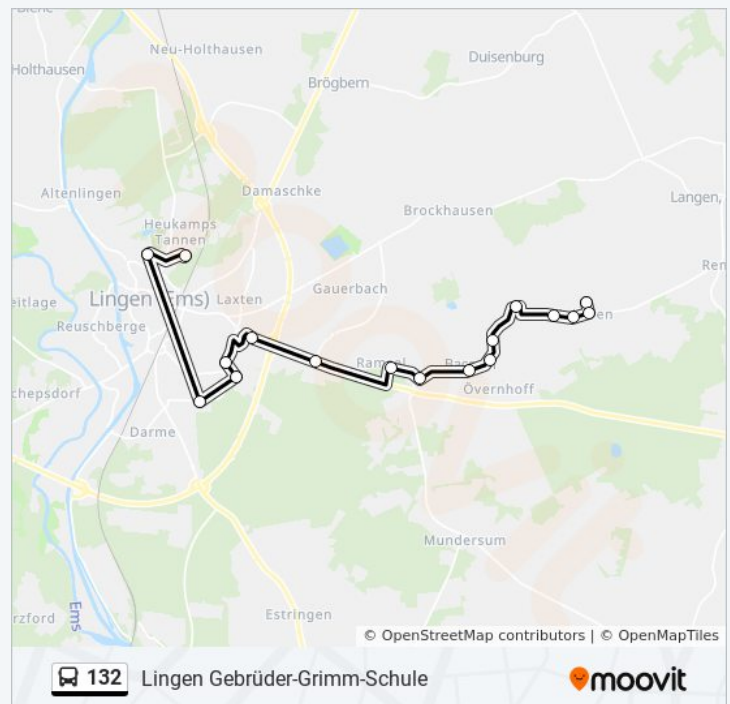 Neu-Holthausen
Holthausen
Duisenburg
Brögbern
Altenlingen
Damaschke
Langen,
Brockhausen
Heukamps
Tannen
Gauerbach
Lingen (Ems)
Laxten
Reuschberge
Övernhoff
Darme
Mundersum
Estringen
Ems
© OpenStreetMap contributors | © OpenMapTiles
132 Lingen Gebrüder-Grimm-Schule moovit